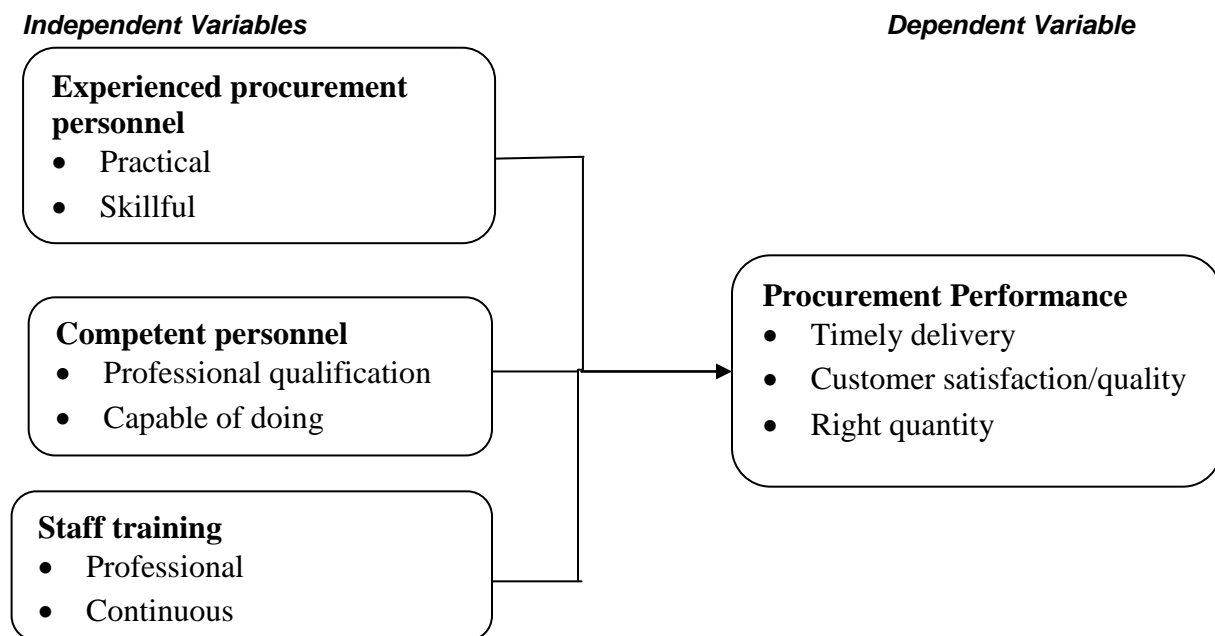 Independent Variables
Dependent Variable
Experienced procurement
personnel
• Practical
• Skillful
Competent personnel
• Professional qualification
• Capable of doing
Staff training
• Professional
• Continuous
Procurement Performance
• Timely delivery
• Customer satisfaction/quality
• Right quantity